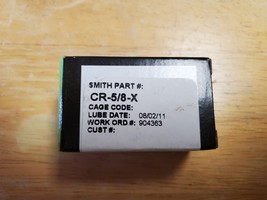 SMITH PART #:
CR-5/8-X
CAGE CODE:
LUBE DATE: 08/02/11
WORK ORD #: 904363
CUST #: